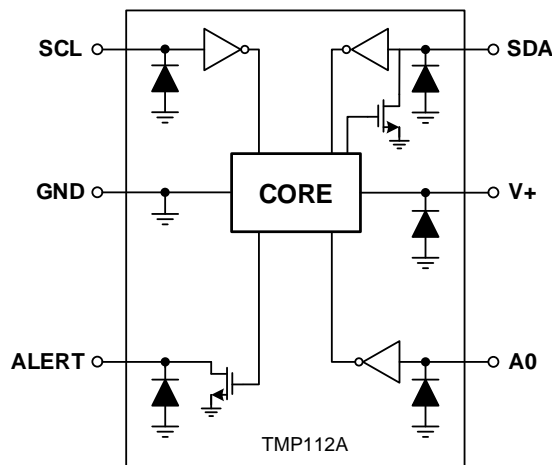 SCL
SDA
GND
CORE
V+
ALERT
A0
TMP112A